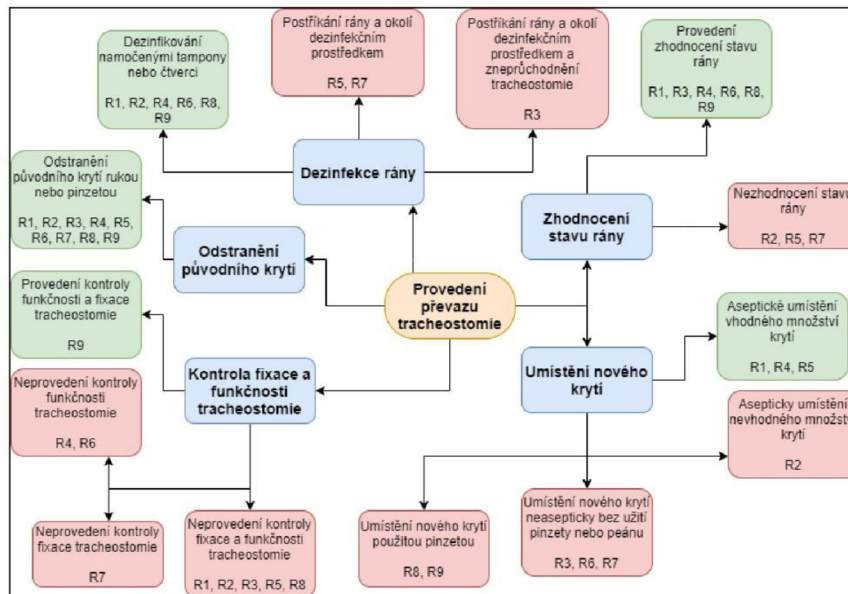 Dezinfikování
namočenými tampony
nebo čtverci
R1, R2, R4, R6, R8,
R9
Postříkání rány a okolí
dezinfekčním
prostředkem
R5, R7
Postříkání rány a okolí
dezinfekčním
prostředkem a
zneprůchodnění
tracheostomie
R3
Provedení
zhodnocení stavu
rány
R1, R3, R4, R6, R8,
R9
Odstranění
původního krytí rukou
nebo pinzetou
R1, R2, R3, R4, R5,
R6, R7, R8, R9
Dezinfekce rány
Zhodnocení
stavu rány
Nezhodnocení stavu
rány
R2, R5, R7
Odstranění
původního krytí
Provedení kontroly
funkčnosti a fixace
tracheostomie
R9
Provedení
převazu
tracheostomie
Aseptické umístění
vhodného množství
krytí
R1, R4, R5
Kontrola fixace a
funkčnosti
tracheostomie
Umístění nového
krytí
Neprovedení kontroly
funkčnosti
tracheostomie
R4, R6
Asepticky umístění
nevhodného množství
krytí
R2
Neprovedení kontroly
fixace tracheostomie
R7
Neprovedení kontroly
fixace a funkčnosti
tracheostomie
R1, R2, R3, R5, R8
Umístění nového krytí
použitou pinzetou
R8, R9
Umístění nového krytí
neasepticky bez užití
pinzety nebo peánu
R3, R6, R7